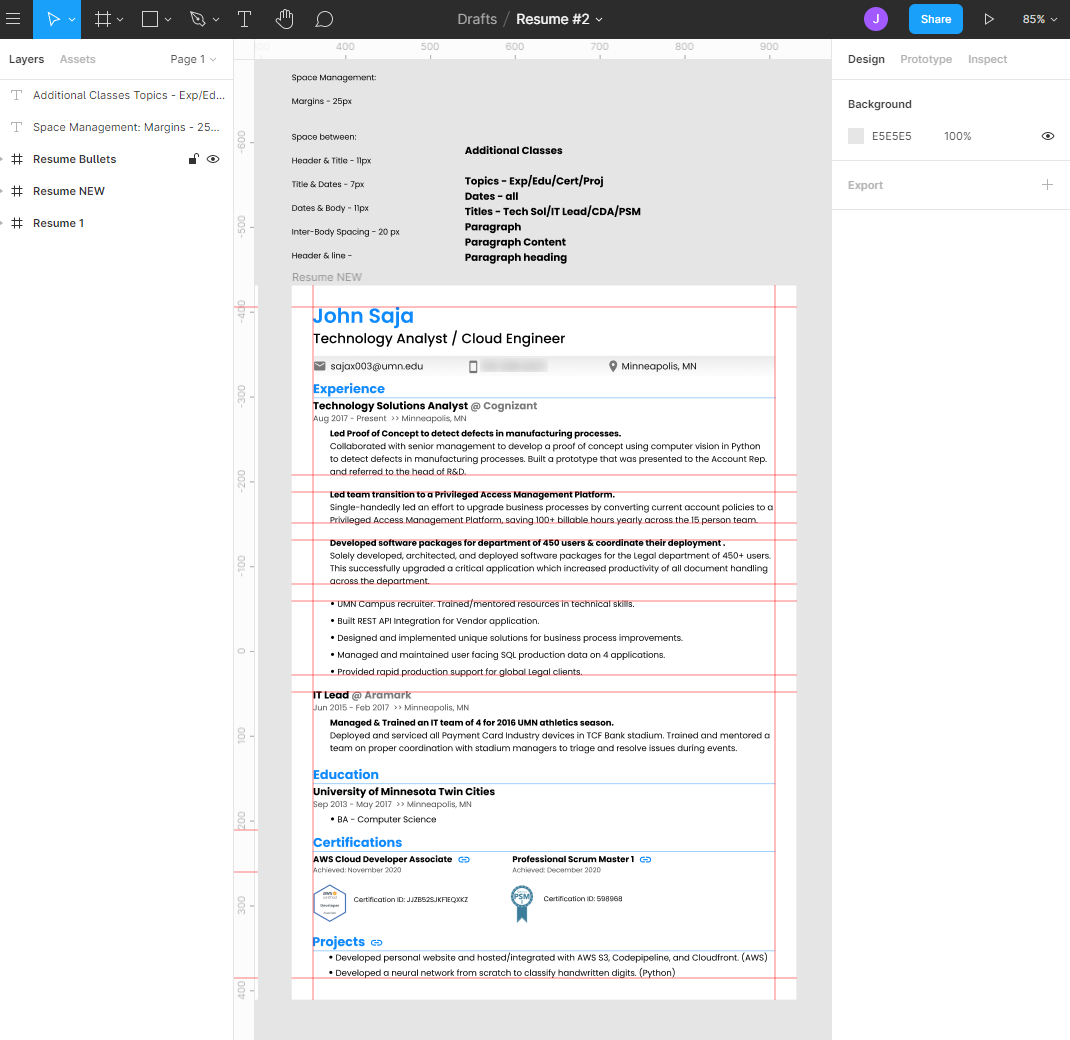 Drafts / Resume #2
J
Share
85%
Layers
Assets
Page 1
Additional Classes Topics - Exp/Ed...
Space Management: Margins - 25...
Resume Bullets
Resume NEW
Resume 1
400
500
600
700
800
900
-600
-500
-400
-300
-200
-100
0
100
200
300
400
Space Management:
Margins - 25px
Space between:
Header & Title - 11px
Title & Dates - 7px
Dates & Body - 11px
Inter-Body Spacing - 20 px
Header & line -
Additional Classes
Topics - Exp/Edu/Cert/Proj
Dates - all
Titles - Tech Sol/IT Lead/CDA/PSM
Paragraph
Paragraph Content
Paragraph heading
Resume NEW
John Saja
Technology Analyst / Cloud Engineer
sajax003@umn.edu
Minneapolis, MN
Experience
Technology Solutions Analyst @ Cognizant
Aug 2017 - Present >> Minneapolis, MN
Led Proof of Concept to detect defects in manufacturing processes.
Collaborated with senior management to develop a proof of concept using computer vision in Python
to detect defects in manufacturing processes. Built a prototype that was presented to the Account Rep.
and referred to the head of R&D.
Led team transition to a Privileged Access Management Platform.
Single-handedly led an effort to upgrade business processes by converting current account policies to a
Privileged Access Management Platform, saving 100+ billable hours yearly across the 15 person team.
Developed software packages for department of 450 users & coordinate their deployment .
Solely developed, architected, and deployed software packages for the Legal department of 450+ users.
This successfully upgraded a critical application which increased productivity of all document handling
across the department.
• UMN Campus recruiter. Trained/mentored resources in technical skills.
• Built REST API Integration for Vendor application.
• Designed and implemented unique solutions for business process improvements.
• Managed and maintained user facing SQL production data on 4 applications.
• Provided rapid production support for global Legal clients.
IT Lead @ Aramark
Jun 2015 - Feb 2017 >> Minneapolis, MN
Managed & Trained an IT team of 4 for 2016 UMN athletics season.
Deployed and serviced all Payment Card Industry devices in TCF Bank stadium. Trained and mentored a
team on proper coordination with stadium managers to triage and resolve issues during events.
Education
University of Minnesota Twin Cities
Sep 2013 - May 2017 >> Minneapolis, MN
• BA - Computer Science
Certifications
AWS Cloud Developer Associate
Achieved: November 2020
aws
certified
Developer
Associate
Certification ID: JJZB52SJKF1EQXKZ
Professional Scrum Master 1
Achieved: December 2020
PSM
Certification ID: 598968
Projects
• Developed personal website and hosted/integrated with AWS S3, Codepipeline, and Cloudfront. (AWS)
• Developed a neural network from scratch to classify handwritten digits. (Python)
Design
Prototype
Inspect
Background
E5E5E5
100%
Export